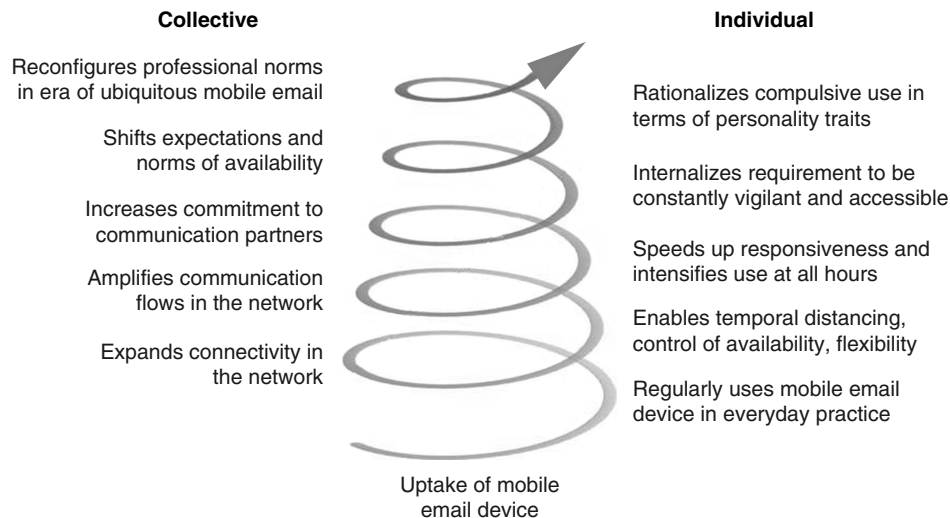 Collective
Reconfigures professional norms
in era of ubiquitous mobile email
Shifts expectations and
norms of availability
Increases commitment to
communication partners
Amplifies communication
flows in the network
Expands connectivity in
the network
Individual
Rationalizes compulsive use in
terms of personality traits
Internalizes requirement to be
constantly vigilant and accessible
Speeds up responsiveness and
intensifies use at all hours
Enables temporal distancing,
control of availability, flexibility
Regularly uses mobile email
device in everyday practice
Uptake of mobile
email device